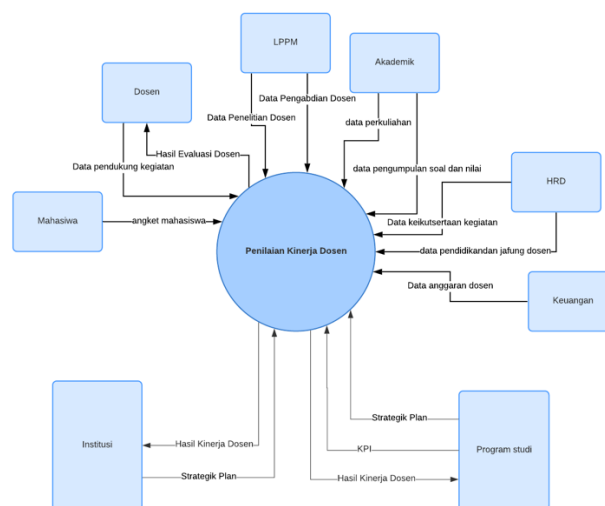 LPPM
Akademik
Dosen
Data Pengabdian Dosen
Data Penelitian Dosen
data perkuliahan
Hasil Evaluasi Dosen
Data pendukung kegiatan
data pengumpulan soal dan nilai
HRD
Mahasiwa
angket mahasiswa
Data keikutsertaan kegiatan
Penilaian Kinerja Dosen
data pendidikandan jafung dosen
Data anggaran dosen
Keuangan
Strategik Plan
Institusi
Hasil Kinerja Dosen
KPI
Program studi
Strategik Plan
Hasil Kinerja Dosen